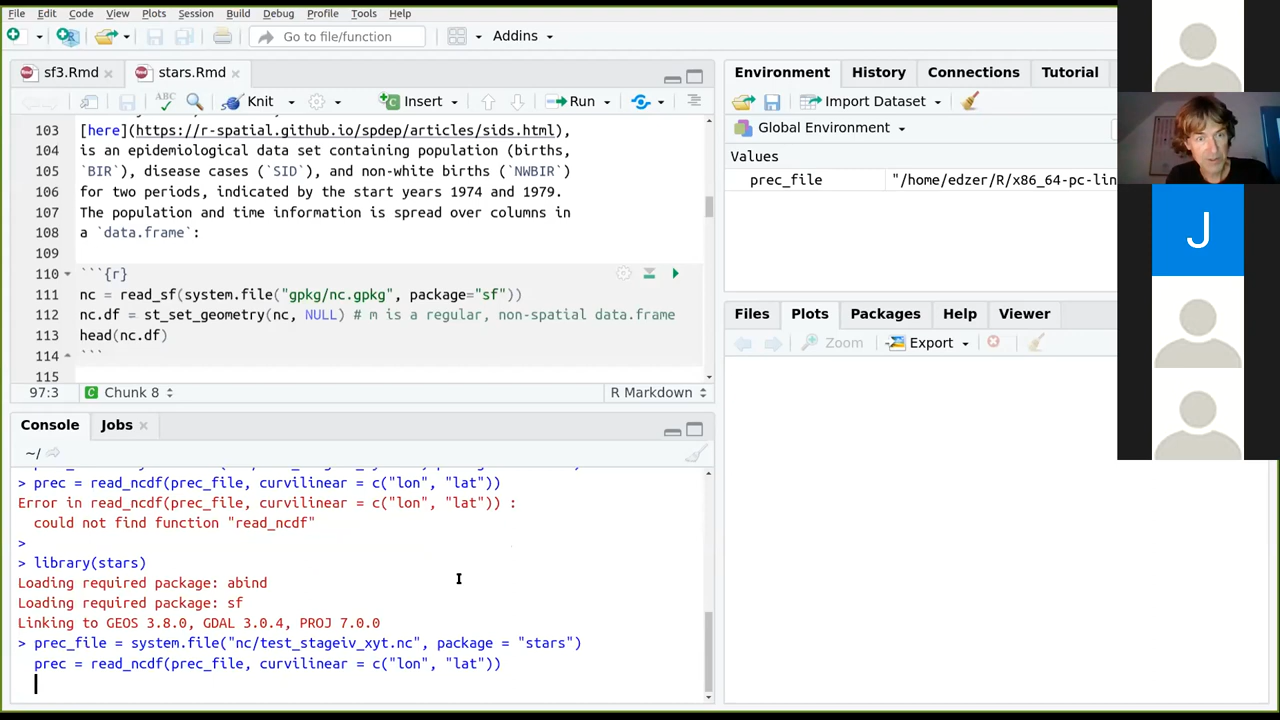 File Edit Code View Plots Session Build Debug Profile Tools Help
Go to file/function Addins
sf3.Rmd stars.Rmd
ABC Knit Insert Run
103 [here](https://r-spatial.github.io/spdep/articles/sids.html),
104 is an epidemiological data set containing population (births,
105 `BIR`), disease cases (`SID`), and non-white births (`NWBIR`)
106 for two periods, indicated by the start years 1974 and 1979.
107 The population and time information is spread over columns in
108 a `data.frame`:
109
110 ```{r}
111 nc = read_sf(system.file("gpkg/nc.gpkg", package="sf"))
112 nc.df = st_set_geometry(nc, NULL) # m is a regular, non-spatial data.frame
113 head(nc.df)
114 ```
115
97:3 Chunk 8 R Markdown
Console Jobs
~/
> prec = read_ncdf(prec_file, curvilinear = c("lon", "lat"))
Error in read_ncdf(prec_file, curvilinear = c("lon", "lat")) :
could not find function "read_ncdf"
>
> library(stars)
Loading required package: abind
Loading required package: sf
Linking to GEOS 3.8.0, GDAL 3.0.4, PROJ 7.0.0
> prec_file = system.file("nc/test_stageiv_xyt.nc", package = "stars")
prec = read_ncdf(prec_file, curvilinear = c("lon", "lat"))
Environment History Connections Tutorial
Import Dataset
Global Environment
Values
prec_file "/home/edzer/R/x86_64-pc-lin
Files Plots Packages Help Viewer
Zoom Export
J